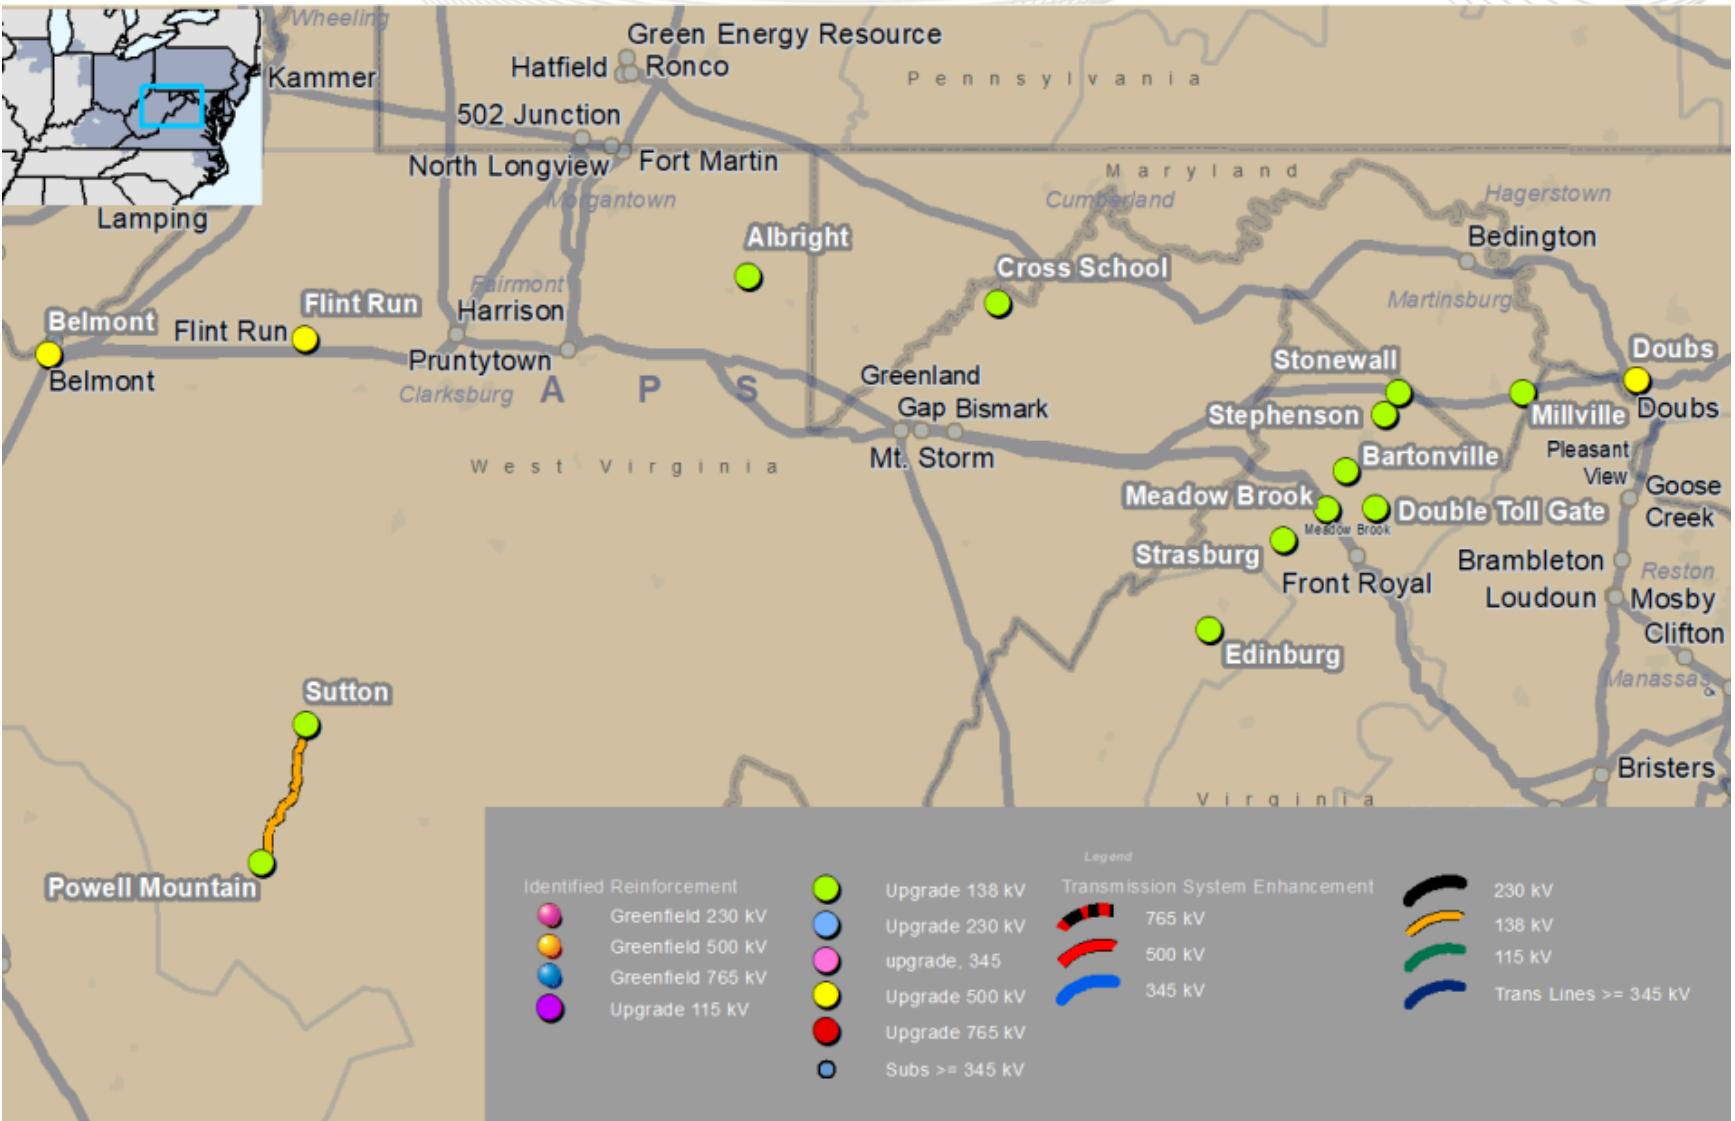 Wheeling
Green Energy Resource
Hatfield
Ronco
Kammer
Pennsylvania
502 Junction
North Longview
Fort Martin
Maryland
Morgantown
Cumberland
Hagerstown
Lamping
Albright
Bedington
Cross School
Fairmont
Martinsburg
Flint Run
Harrison
Belmont
Flint Run
Doubs
Pruntytown
Stonewall
Belmont
Greenland
Gap
Bismark
Clarksburg
A P S
Stephenson
Millville
Doubs
Mt. Storm
West Virginia
Bartonville
Pleasant
View
Meadow Brook
Double Toll Gate
Goose
Creek
Meadow Brook
Strasburg
Front Royal
Brambleton
Reston
Loudoun
Mosby
Clifton
Edinburg
Manassas
Sutton
Bristers
Virginia
Powell Mountain
Legend
Identified Reinforcement
Greenfield 230 kV
Greenfield 500 kV
Greenfield 765 kV
Upgrade 115 kV
Upgrade 138 kV
Upgrade 230 kV
upgrade, 345
Upgrade 500 kV
Upgrade 765 kV
Subs >= 345 kV
Transmission System Enhancement
765 kV
500 kV
345 kV
230 kV
138 kV
115 kV
Trans Lines >= 345 kV